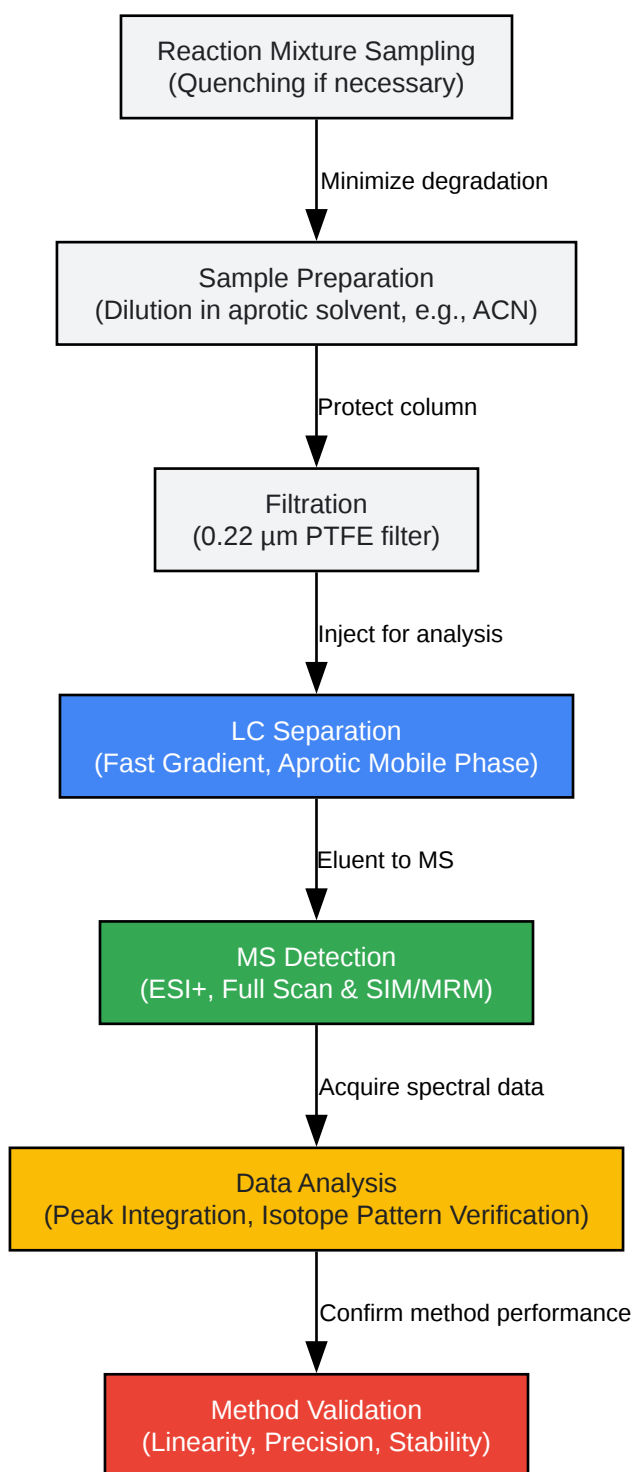 Reaction Mixture Sampling
(Quenching if necessary)
Minimize degradation
Sample Preparation
(Dilution in aprotic solvent, e.g., ACN)
Protect column
Filtration
(0.22 µm PTFE filter)
Inject for analysis
LC Separation
(Fast Gradient, Aprotic Mobile Phase)
Eluent to MS
MS Detection
(ESI+, Full Scan & SIM/MRM)
Acquire spectral data
Data Analysis
(Peak Integration, Isotope Pattern Verification)
Confirm method performance
Method Validation
(Linearity, Precision, Stability)